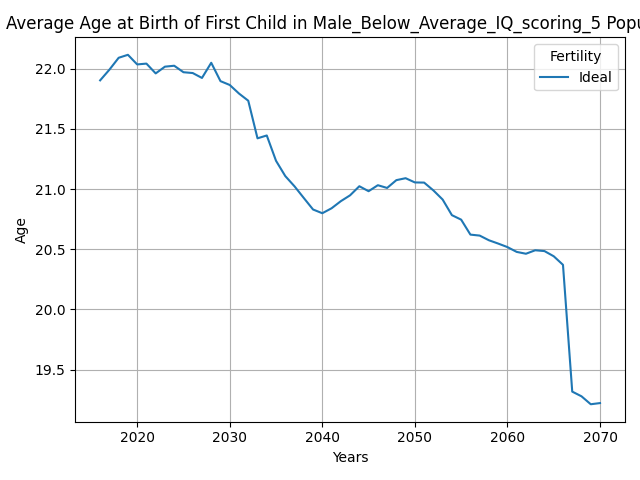 Average Age at Birth of First Child in Male_Below_Average_IQ_scoring_5
Fertility
Ideal
22.0
21.5
21.0
20.5
20.0
19.5
Age
2020 2030 2040 2050 2060 2070
Years